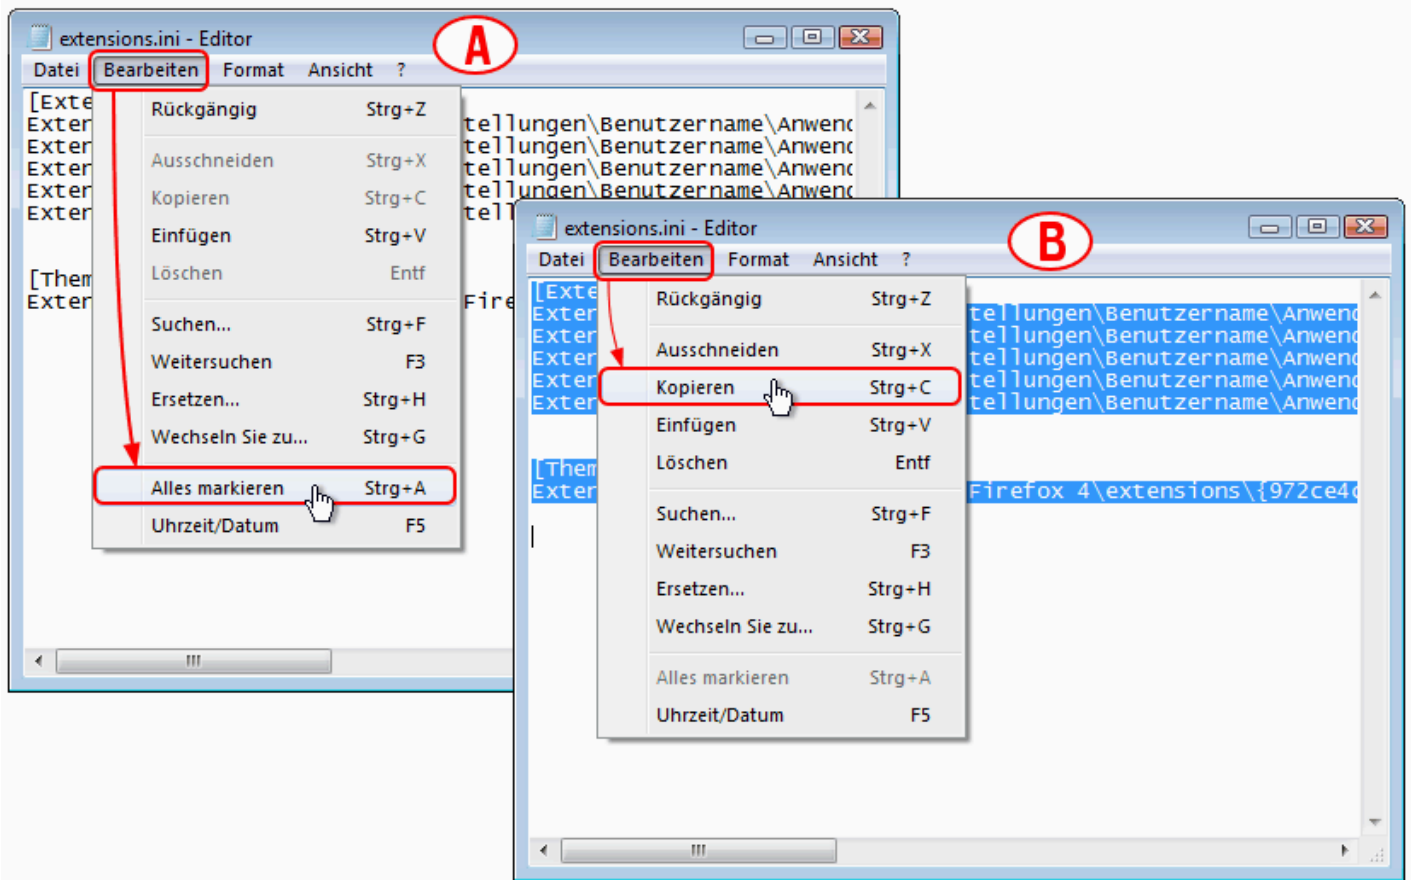 extensions.ini - Editor
A
Datei Bearbeiten Format Ansicht ?
[Exte
Exter tellungen\Benutzername\Anwend
Exter tellungen\Benutzername\Anwend
Exter tellungen\Benutzername\Anwend
Exter tellungen\Benutzername\Anwend
Exter tell
[Them
Exter Fire
Rückgängig Strg+Z
Ausschneiden Strg+X
Kopieren Strg+C
Einfügen Strg+V
Löschen Entf
Suchen... Strg+F
Weitersuchen F3
Ersetzen... Strg+H
Wechseln Sie zu... Strg+G
Alles markieren Strg+A
Uhrzeit/Datum F5
extensions.ini - Editor
B
Datei Bearbeiten Format Ansicht ?
[Exte
Exter tellungen\Benutzername\Anwend
Exter tellungen\Benutzername\Anwend
Exter tellungen\Benutzername\Anwend
Exter tellungen\Benutzername\Anwend
Exter tellungen\Benutzername\Anwend
[Them
Exter Firefox 4\extensions\{972ce4c
Rückgängig Strg+Z
Ausschneiden Strg+X
Kopieren Strg+C
Einfügen Strg+V
Löschen Entf
Suchen... Strg+F
Weitersuchen F3
Ersetzen... Strg+H
Wechseln Sie zu... Strg+G
Alles markieren Strg+A
Uhrzeit/Datum F5